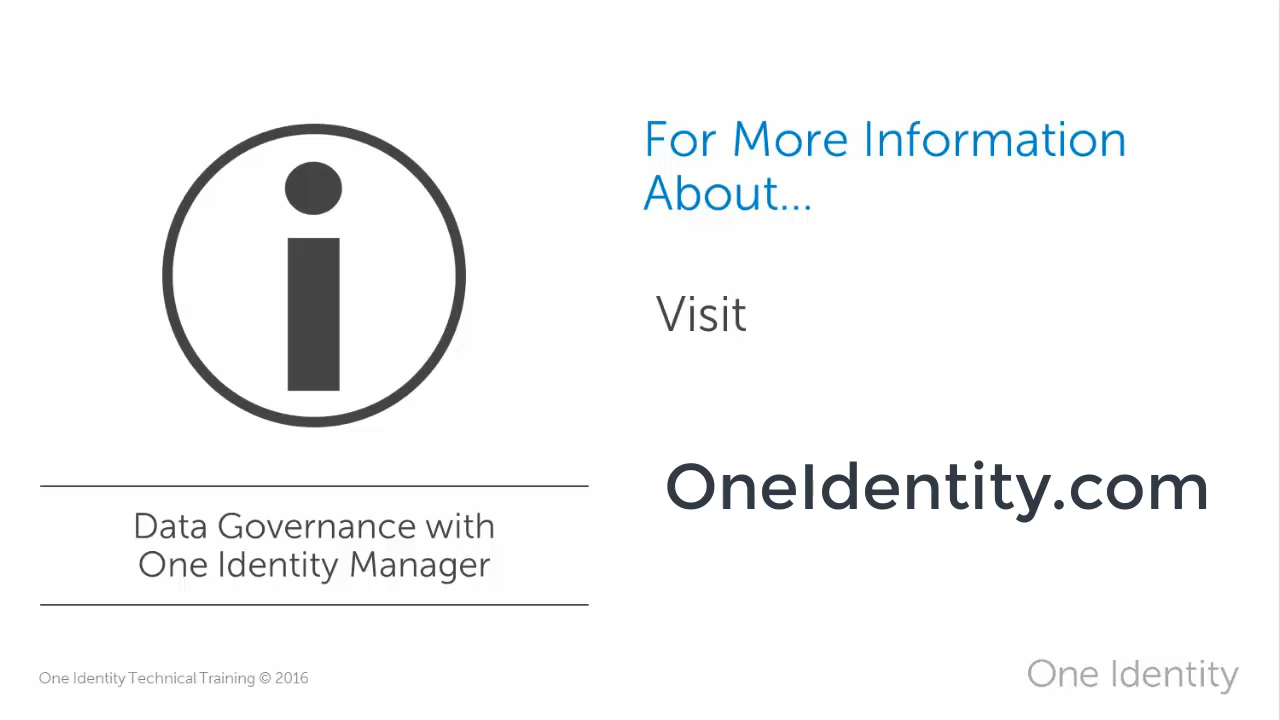 For More Information
About...
Visit
OneIdentity.com
Data Governance with
One Identity Manager
One Identity Technical Training © 2016
One Identity